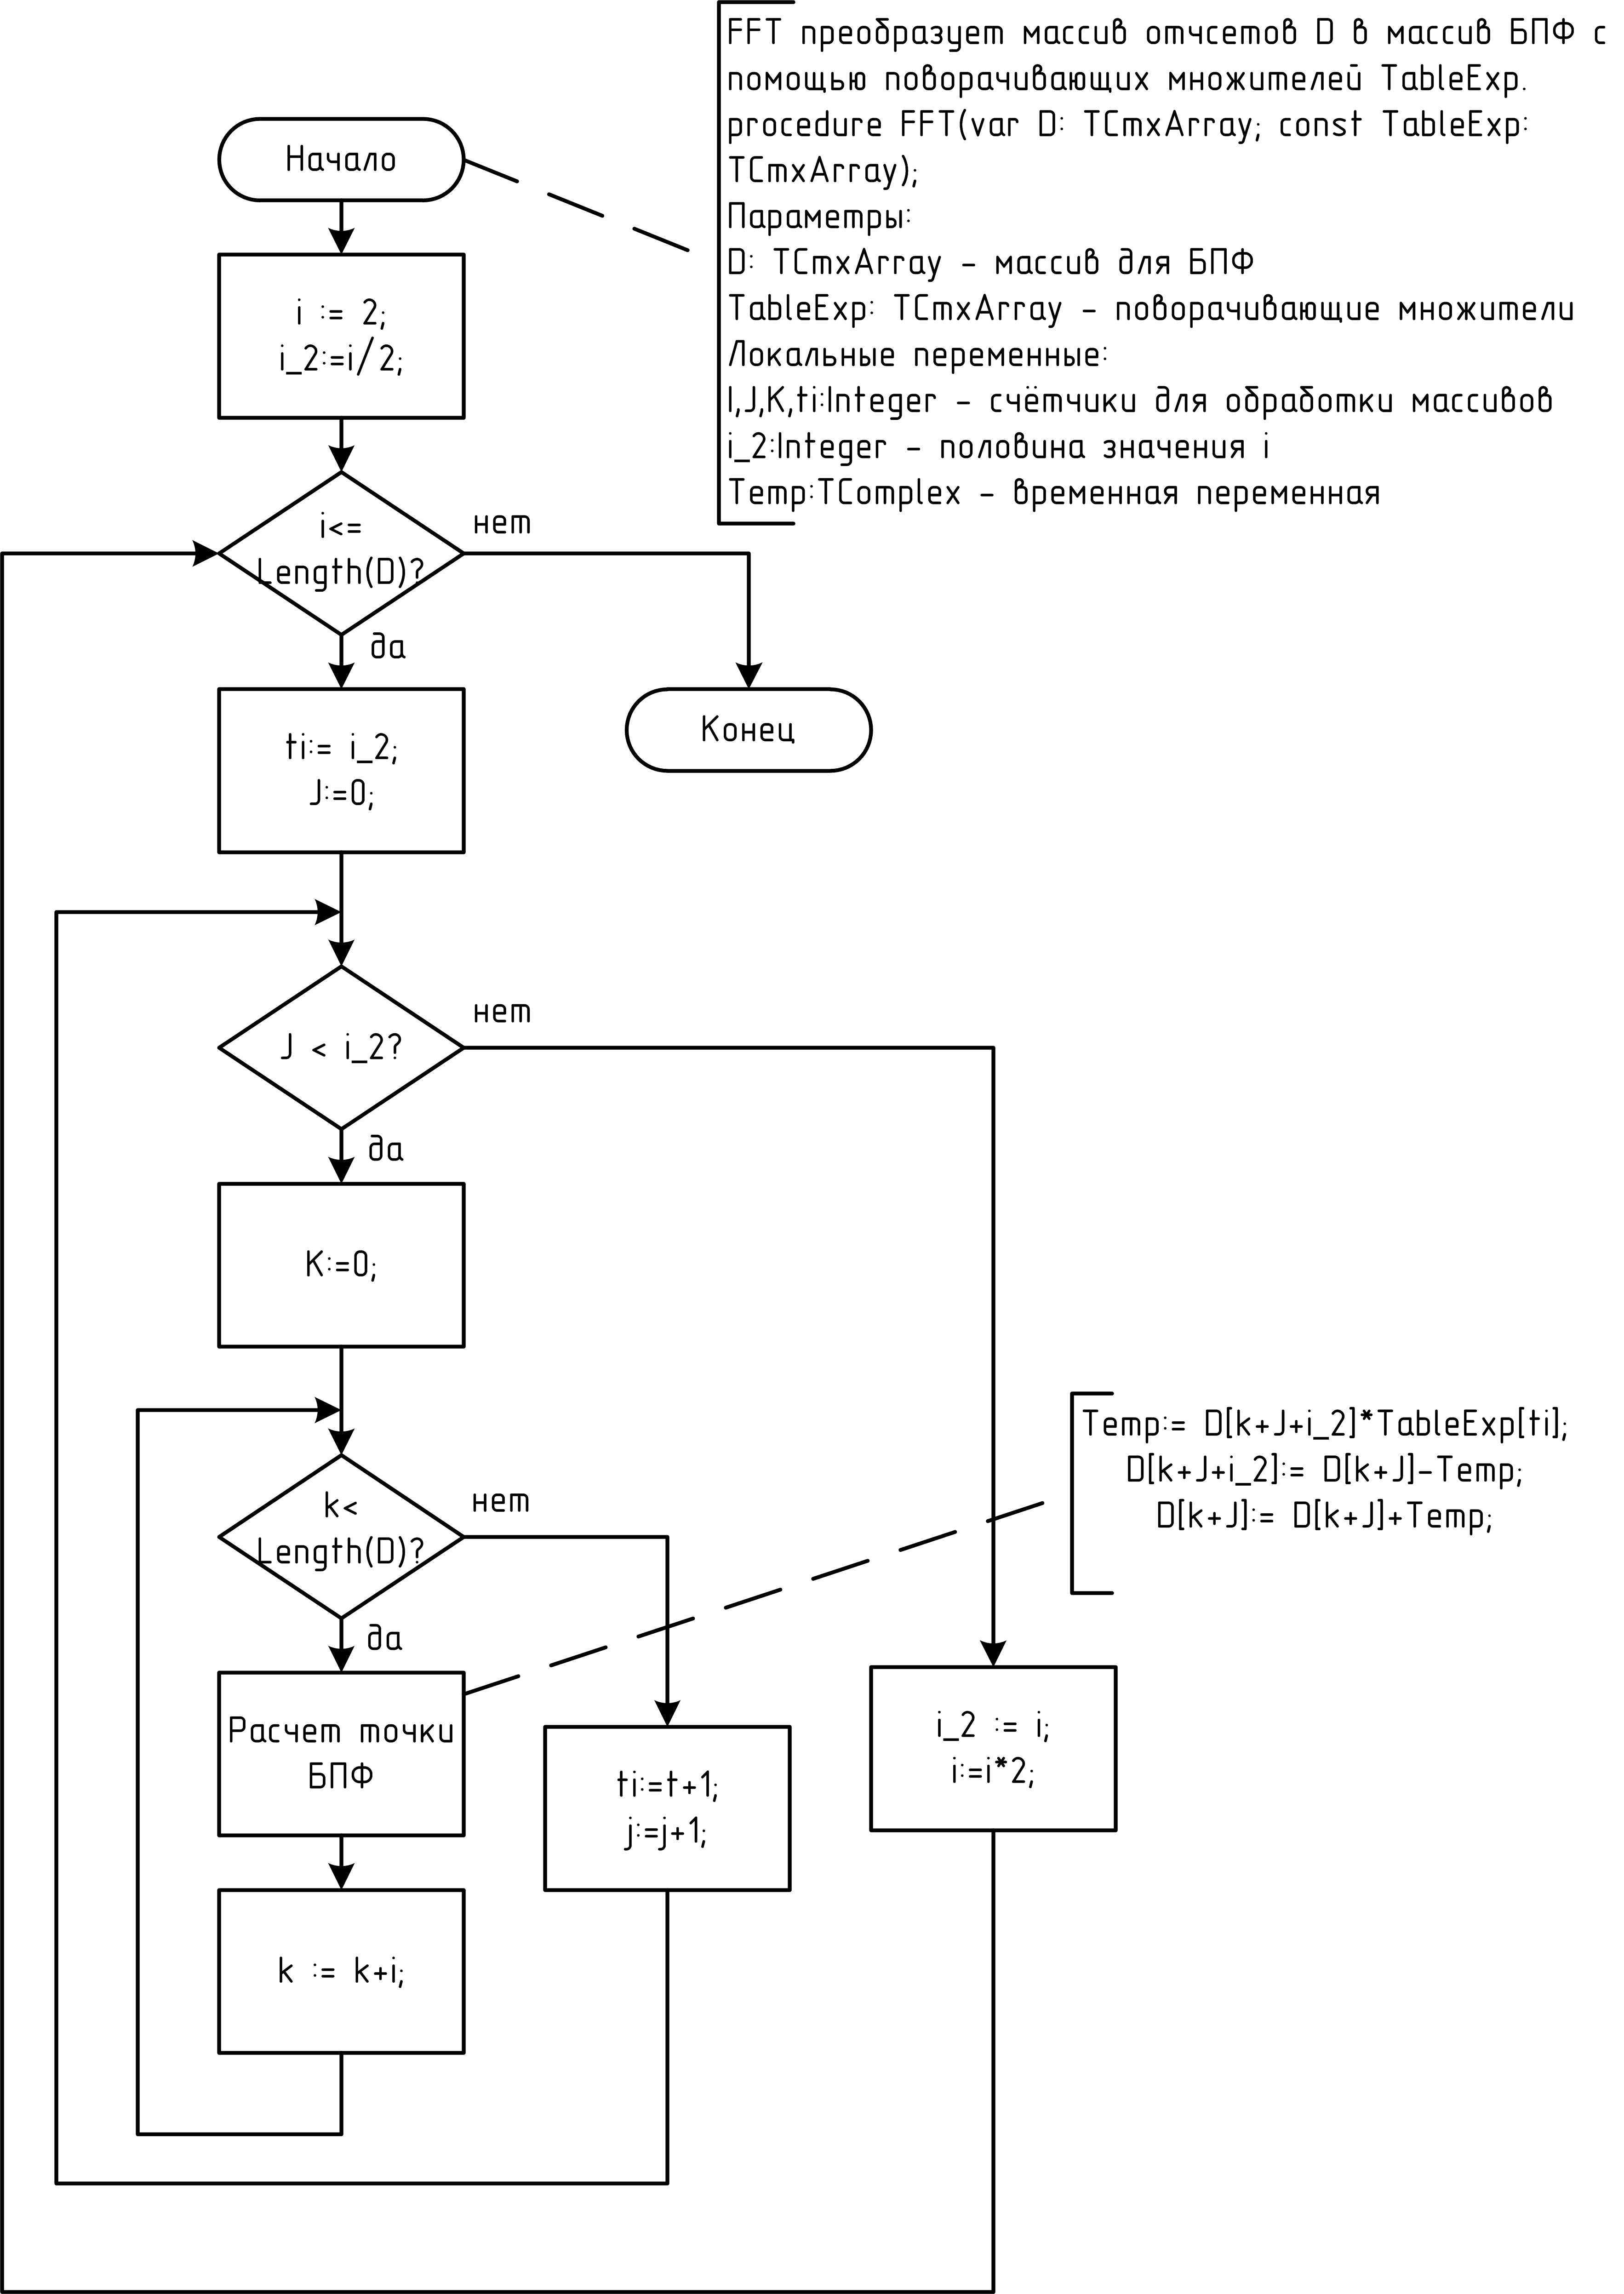 FFT преобразует массив отчсетов D в массив БПФ с
помощью поворачивающих множителей TableExp.
procedure FFT(var D: TCmxArray; const TableExp:
TCmxArray);
Параметры:
D: TCmxArray - массив для БПФ
TableExp: TCmxArray - поворачивающие множители
Локальные переменные:
I,J,K,ti:Integer - счётчики для обработки массивов
i_2:Integer - половина значения i
Temp:TComplex - временная переменная
Начало
i := 2;
i_2:=i/2;
i<=
Length(D)?
нет
да
Конец
ti:= i_2;
J:=0;
J < i_2?
нет
да
K:=0;
k<
Length(D)?
нет
да
Temp:= D[k+J+i_2]*TableExp[ti];
D[k+J+i_2]:= D[k+J]-Temp;
D[k+J]:= D[k+J]+Temp;
Расчет точки
БПФ
ti:=t+1;
j:=j+1;
i_2 := i;
i:=i*2;
k := k+i;